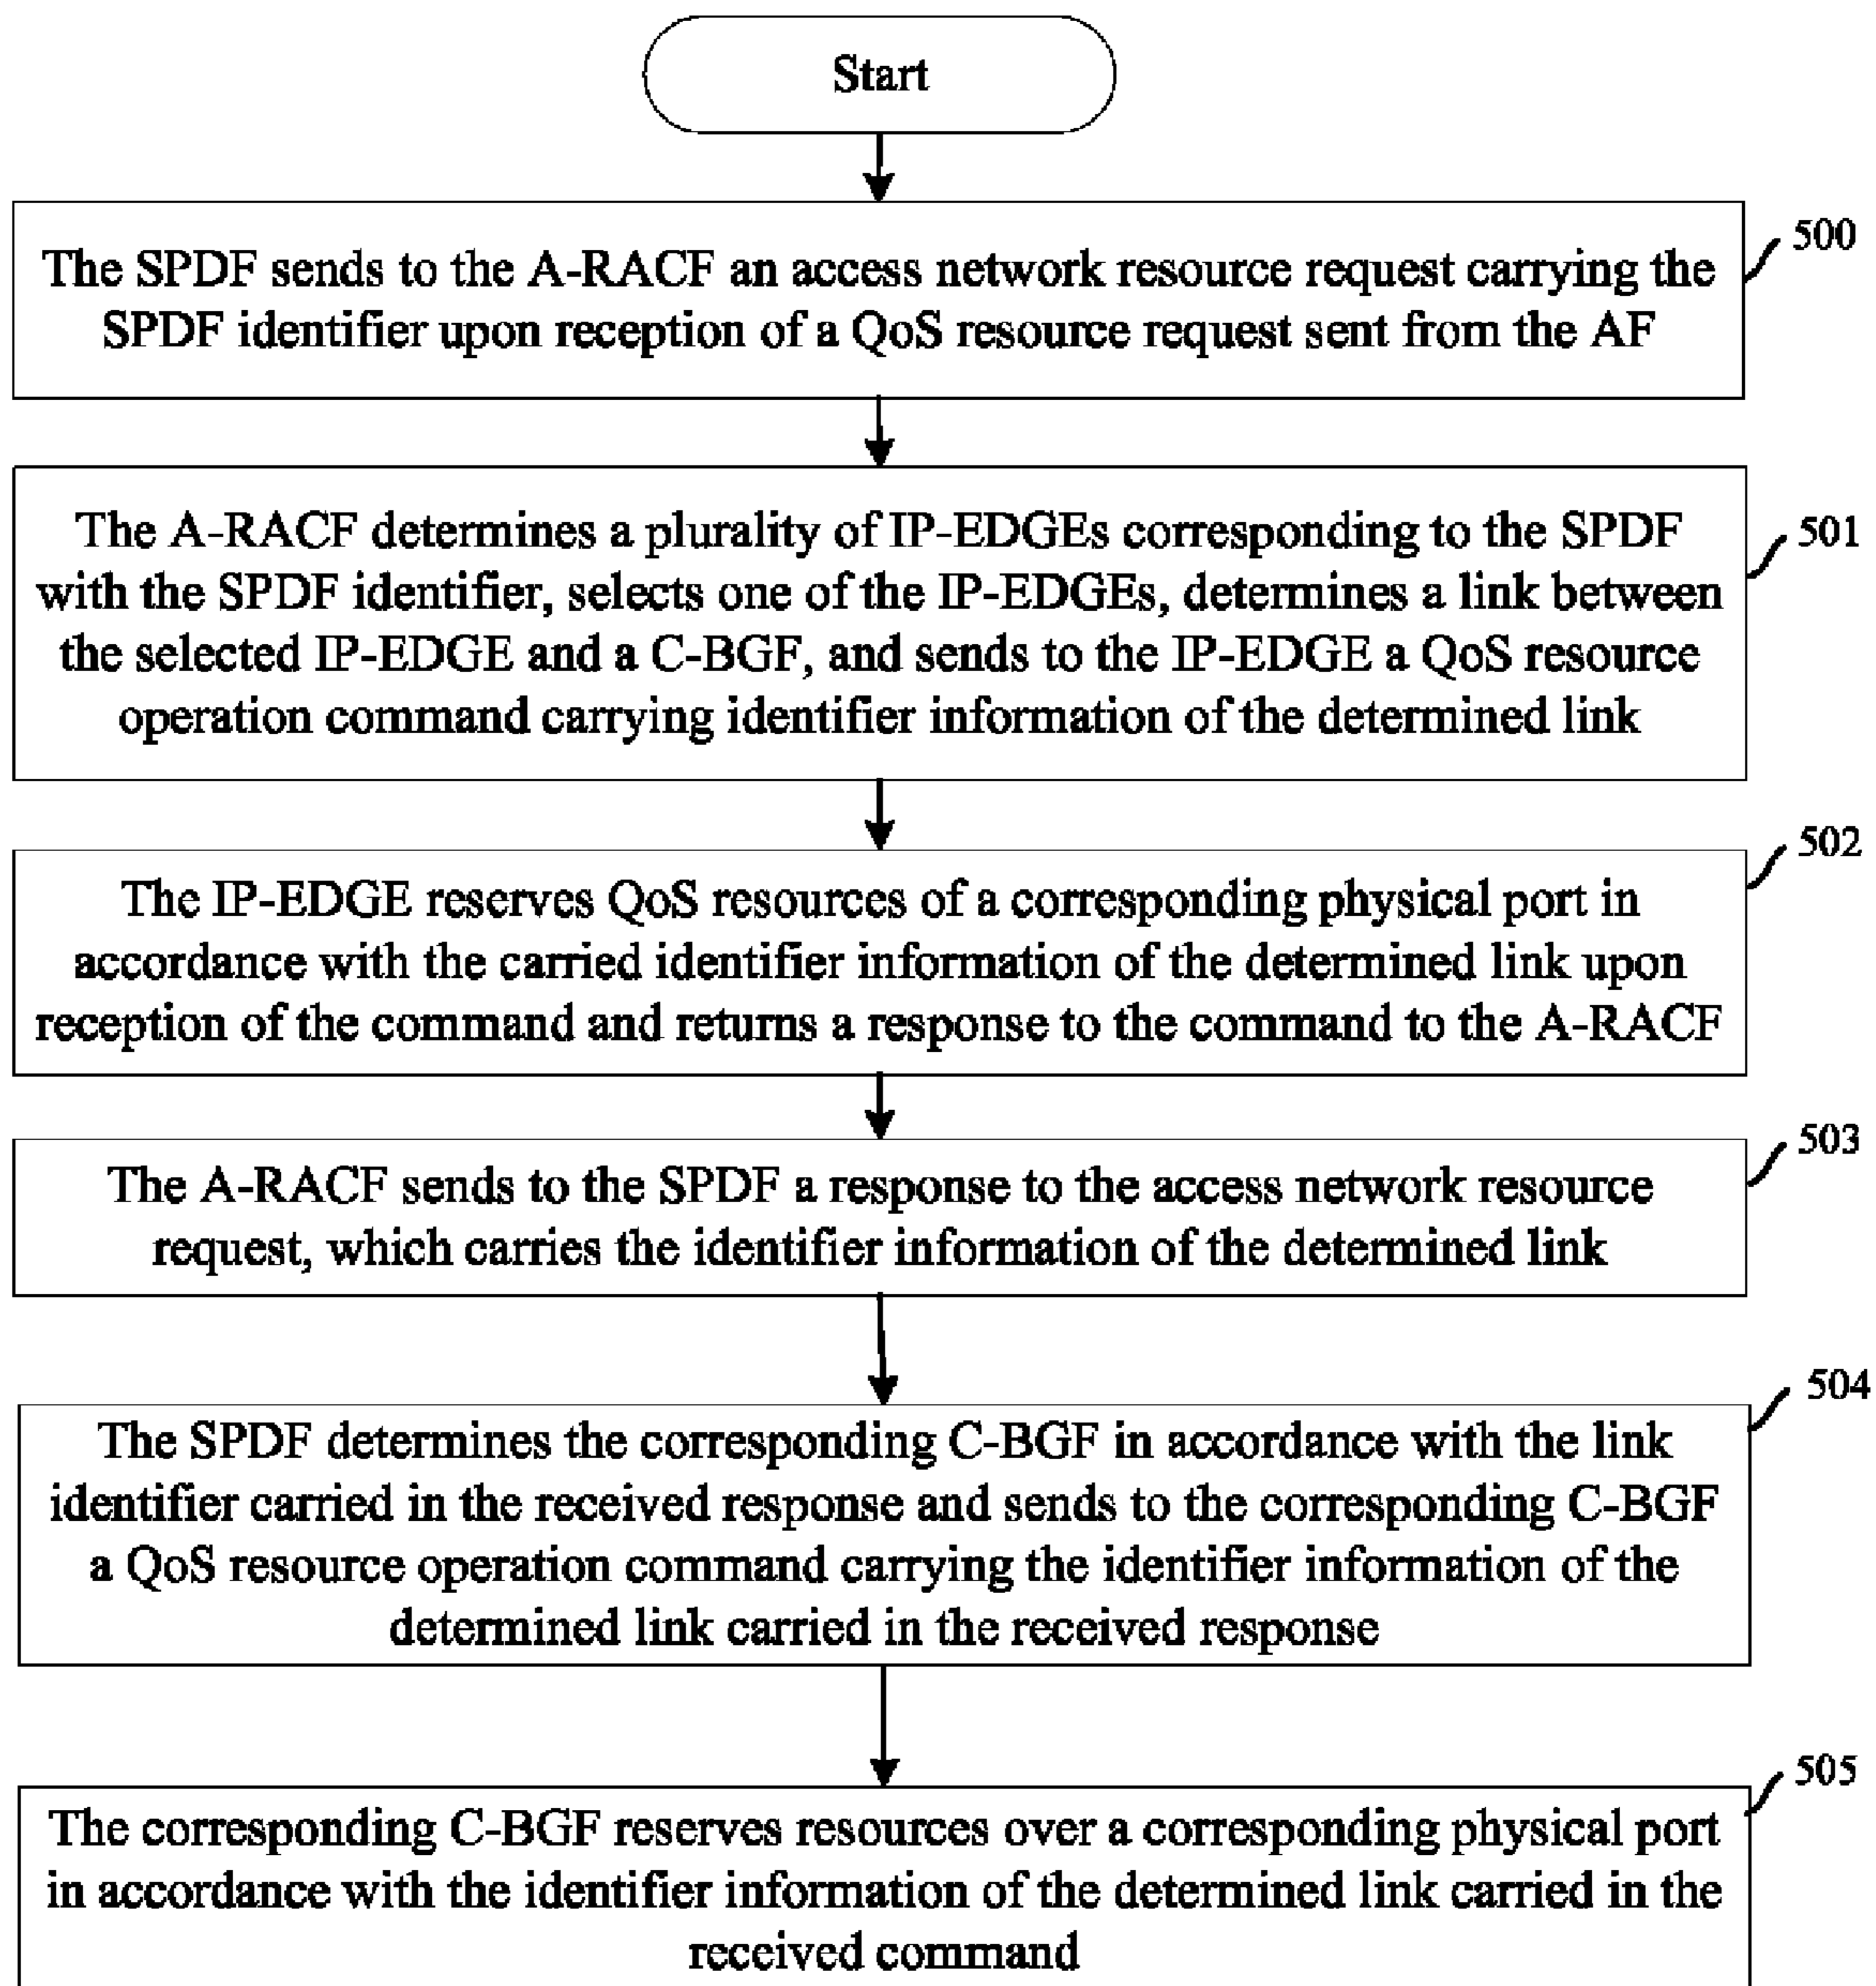 Start
The SPDF sends to the A-RACF an access network resource request carrying the
SPDF identifier upon reception of a QoS resource request sent from the AF
500
The A-RACF determines a plurality of IP-EDGEs corresponding to the SPDF
with the SPDF identifier, selects one of the IP-EDGEs, determines a link between
the selected IP-EDGE and a C-BGF, and sends to the IP-EDGE a QoS resource
operation command carrying identifier information of the determined link
501
The IP-EDGE reserves QoS resources of a corresponding physical port in
accordance with the carried identifier information of the determined link upon
reception of the command and returns a response to the command to the A-RACF
502
The A-RACF sends to the SPDF a response to the access network resource
request, which carries the identifier information of the determined link
503
The SPDF determines the corresponding C-BGF in accordance with the link
identifier carried in the received response and sends to the corresponding C-BGF
a QoS resource operation command carrying the identifier information of the
determined link carried in the received response
504
The corresponding C-BGF reserves resources over a corresponding physical port
in accordance with the identifier information of the determined link carried in the
received command
505